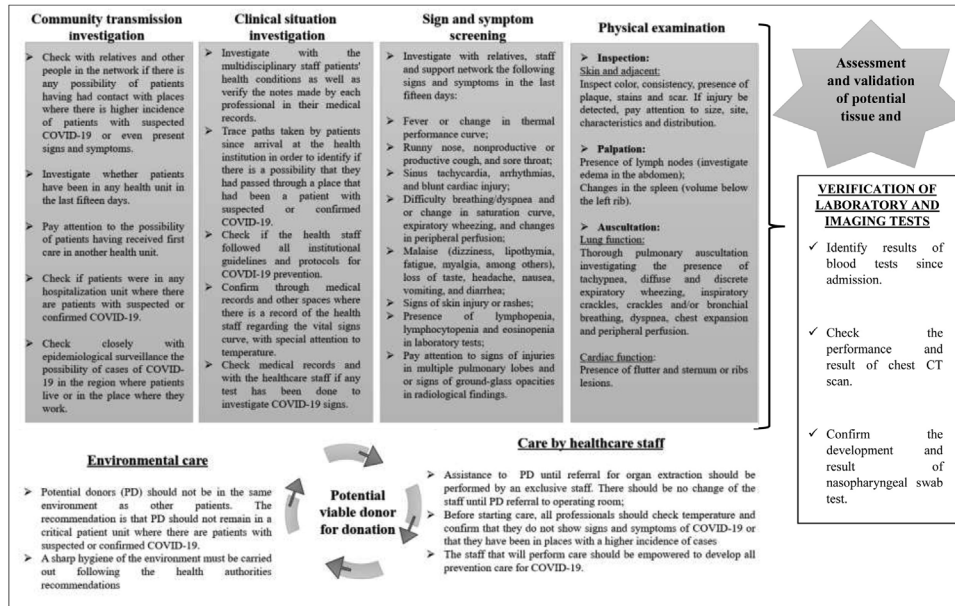 Community transmission
investigation
➤ Check with relatives and other
people in the network if there is
any possibility of patients
having had contact with places
where there is higher incidence
of patients with suspected
COVID-19 or even present
signs and symptoms.
➤ Investigate whether patients
have been in any health unit in
the last fifteen days.
➤ Pay attention to the possibility
of patients having received first
care in another health unit.
➤ Check if patients were in any
hospitalization unit where there
are patients with suspected or
confirmed COVID-19.
➤ Check closely with
epidemiological surveillance the
possibility of cases of COVID-
19 in the region where patients
live or in the place where they
work.
Clinical situation
investigation
➤ Investigate with the
multidisciplinary staff patients'
health conditions as well as
verify the notes made by each
professional in their medical
records.
➤ Trace paths taken by patients
since arrival at the health
institution in order to identify if
there is a possibility that they
had passed through a place that
had been a patient with
suspected or confirmed
COVID-19.
➤ Check if the health staff
followed all institutional
guidelines and protocols for
COVDI-19 prevention.
➤ Confirm through medical
records and other spaces where
there is a record of the health
staff regarding the vital signs
curve, with special attention to
temperature.
➤ Check medical records and
with the healthcare staff if any
test has been done to
investigate COVID-19 signs.
Sign and symptom
screening
➤ Investigate with relatives, staff
and support network the following
signs and symptoms in the last
fifteen days:
➤ Fever or change in thermal
performance curve;
➤ Runny nose, nonproductive or
productive cough, and sore throat;
➤ Sinus tachycardia, arrhythmias,
and blunt cardiac injury;
➤ Difficulty breathing/dyspnea and
or change in saturation curve,
expiratory wheezing, and changes
in peripheral perfusion;
➤ Malaise (dizziness, lipothymia,
fatigue, myalgia, among others),
loss of taste, headache, nausea,
vomiting, and diarrhea;
➤ Signs of skin injury or rashes;
➤ Presence of lymphopenia,
lymphocytopenia and eosinopenia
in laboratory tests;
➤ Pay attention to signs of injuries
in multiple pulmonary lobes and
or signs of ground-glass opacities
in radiological findings.
Physical examination
➤ Inspection:
Skin and adjacent:
Inspect color, consistency, presence of
plaque, stains and scar. If injury be
detected, pay attention to size, site,
characteristics and distribution.
➤ Palpation:
Presence of lymph nodes (investigate
edema in the abdomen);
Changes in the spleen (volume below
the left rib).
➤ Auscultation:
Lung function:
Thorough pulmonary auscultation
investigating the presence of
tachypnea, diffuse and discrete
expiratory wheezing, inspiratory
crackles, crackles and/or bronchial
breathing, dyspnea, chest expansion
and peripheral perfusion.
Cardiac function:
Presence of flutter and sternum or ribs
lesions.
Assessment
and validation
of potential
tissue and
VERIFICATION OF
LABORATORY AND
IMAGING TESTS
✓ Identify results of
blood tests since
admission.
✓ Check the
performance and
result of chest CT
scan.
✓ Confirm the
development and
result of
nasopharyngeal swab
test.
Environmental care
➤ Potential donors (PD) should not be in the same
environment as other patients. The
recommendation is that PD should not remain in a
critical patient unit where there are patients with
suspected or confirmed COVID-19.
➤ A sharp hygiene of the environment must be carried
out following the health authorities
recommendations
Potential
viable donor
for donation
Care by healthcare staff
➤ Assistance to PD until referral for organ extraction should be
performed by an exclusive staff. There should be no change of the
staff until PD referral to operating room;
➤ Before starting care, all professionals should check temperature and
confirm that they do not show signs and symptoms of COVID-19 or
that they have been in places with a higher incidence of cases
➤ The staff that will perform care should be empowered to develop all
prevention care for COVID-19.